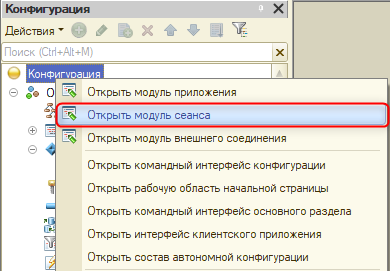 Конфигурация
Действия
Поиск (Ctrl+Alt+M)
Конфигурация
О
Открыть модуль приложения
Открыть модуль сеанса
Открыть модуль внешнего соединения
Открыть командный интерфейс конфигурации
Открыть рабочую область начальной страницы
Открыть командный интерфейс основного раздела
Открыть интерфейс клиентского приложения
Открыть состав автономной конфигурации